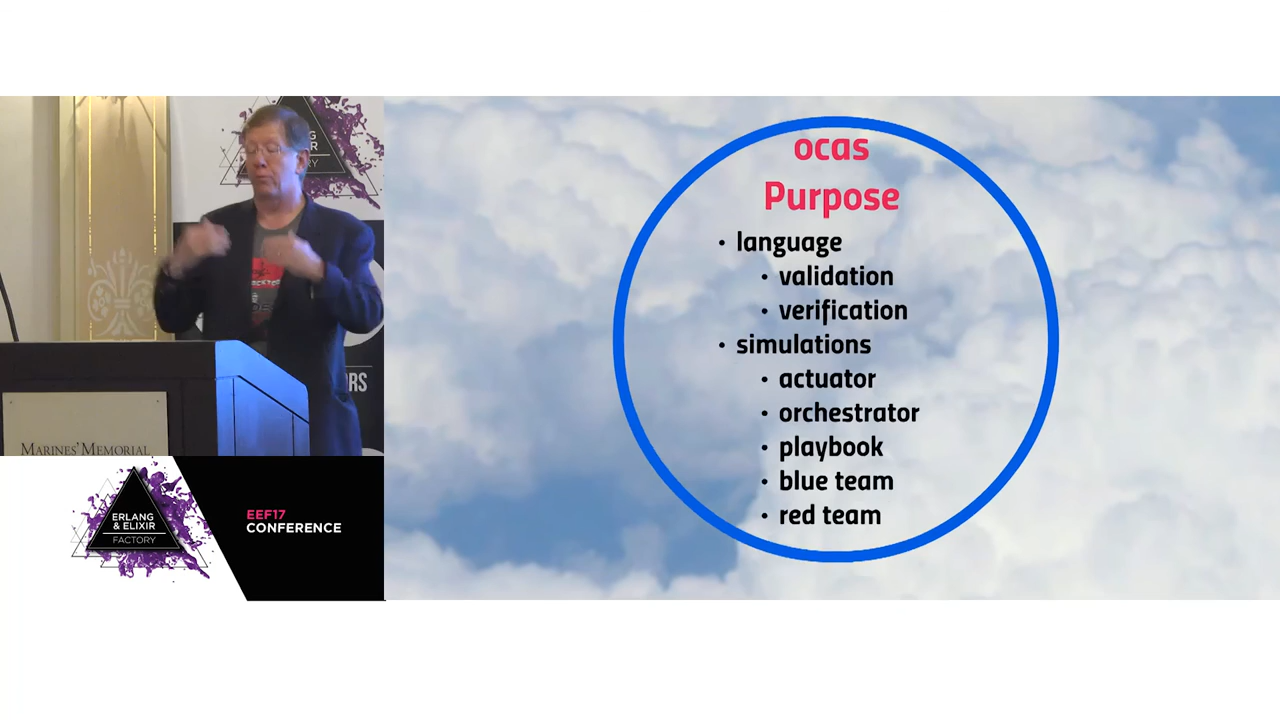 ocas
Purpose
• language
• validation
• verification
• simulations
• actuator
• orchestrator
• playbook
• blue team
• red team
MARINES' MEMORIAL
ERLANG
& ELIXIR
FACTORY
EEF17
CONFERENCE